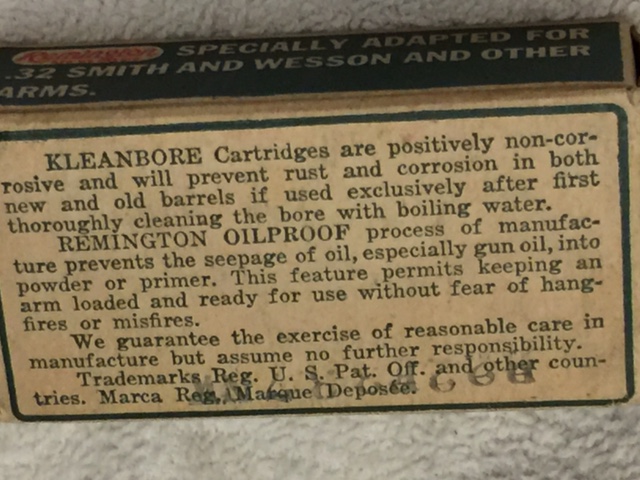 Remington SPECIALLY ADAPTED FOR
.32 SMITH AND WESSON AND OTHER
ARMS.
KLEANBORE Cartridges are positively non-cor-
rosive and will prevent rust and corrosion in both
new and old barrels if used exclusively after first
thoroughly cleaning the bore with boiling water.
REMINGTON OILPROOF process of manufac-
ture prevents the seepage of oil, especially gun oil, into
powder or primer. This feature permits keeping an
arm loaded and ready for use without fear of hang-
fires or misfires.
We guarantee the exercise of reasonable care in
manufacture but assume no further responsibility.
Trademarks Reg. U. S. Pat. Off. and other coun-
tries. Marca Reg. Marque Deposée.